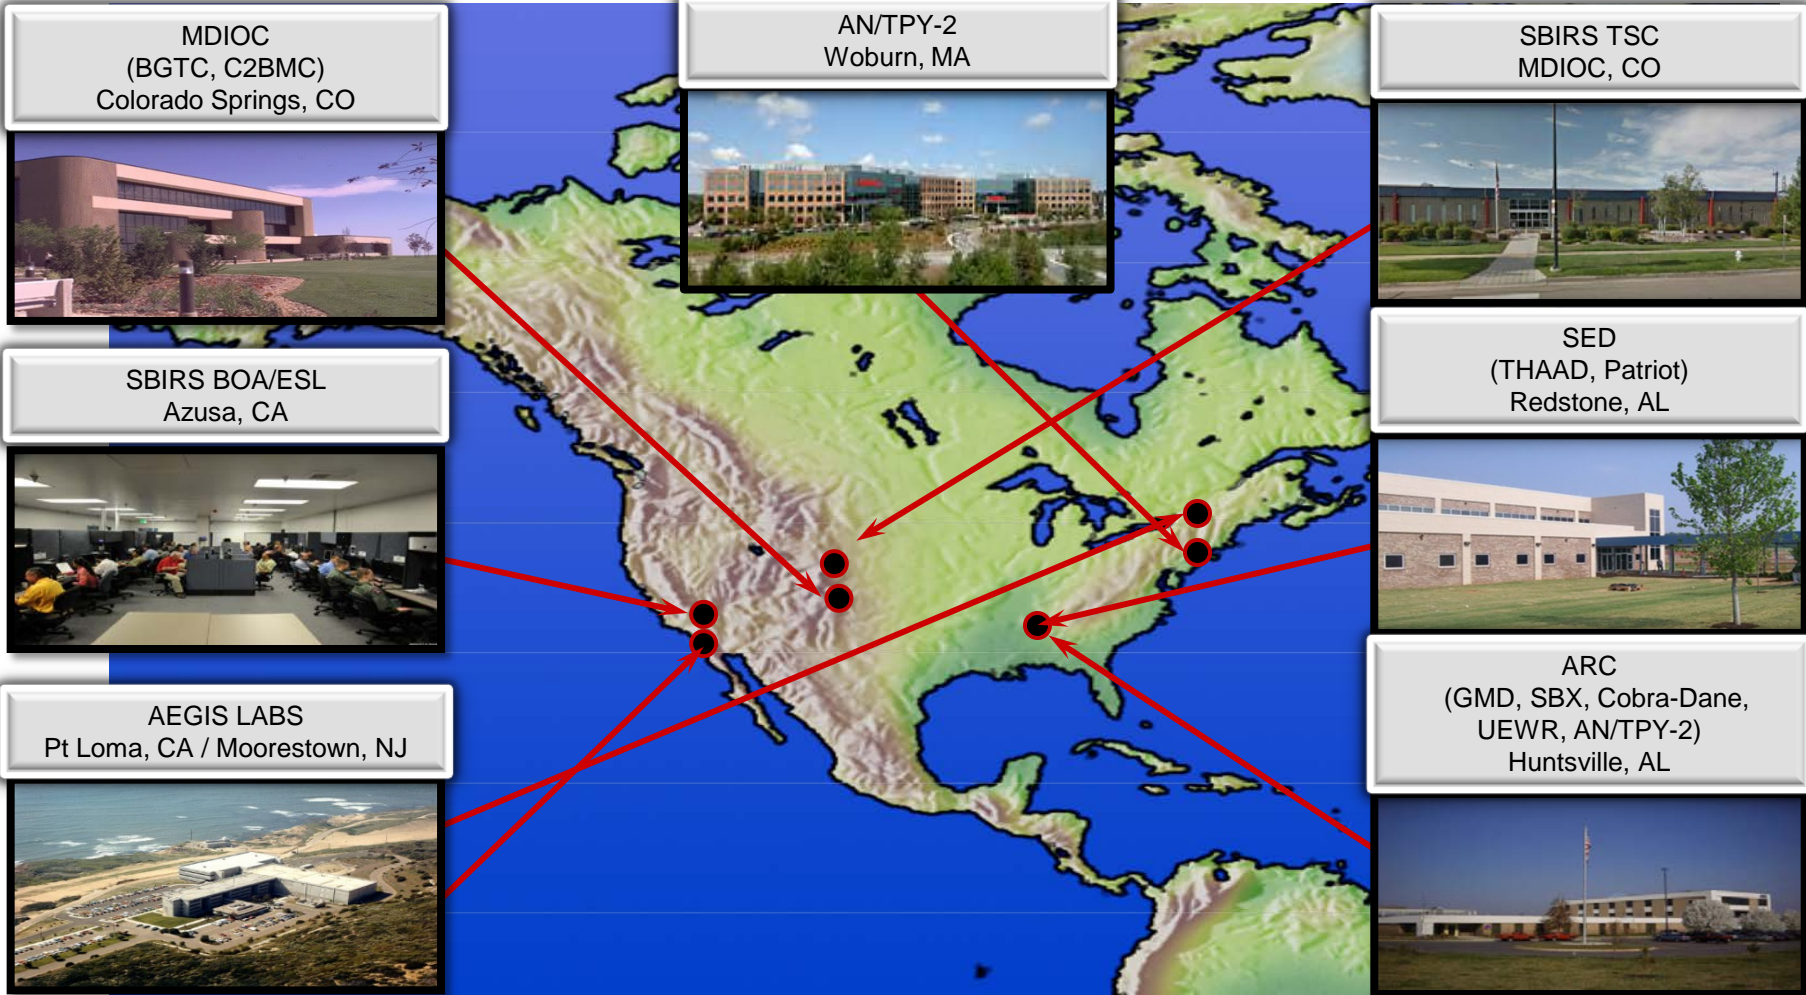 MDIOC
(BGTC, C2BMC)
Colorado Springs, CO
AN/TPY-2
Woburn, MA
SBIRS TSC
MDIOC, CO
SBIRS BOA/ESL
Azusa, CA
SED
(THAAD, Patriot)
Redstone, AL
AEGIS LABS
Pt Loma, CA / Moorestown, NJ
ARC
(GMD, SBX, Cobra-Dane,
UEWR, AN/TPY-2)
Huntsville, AL